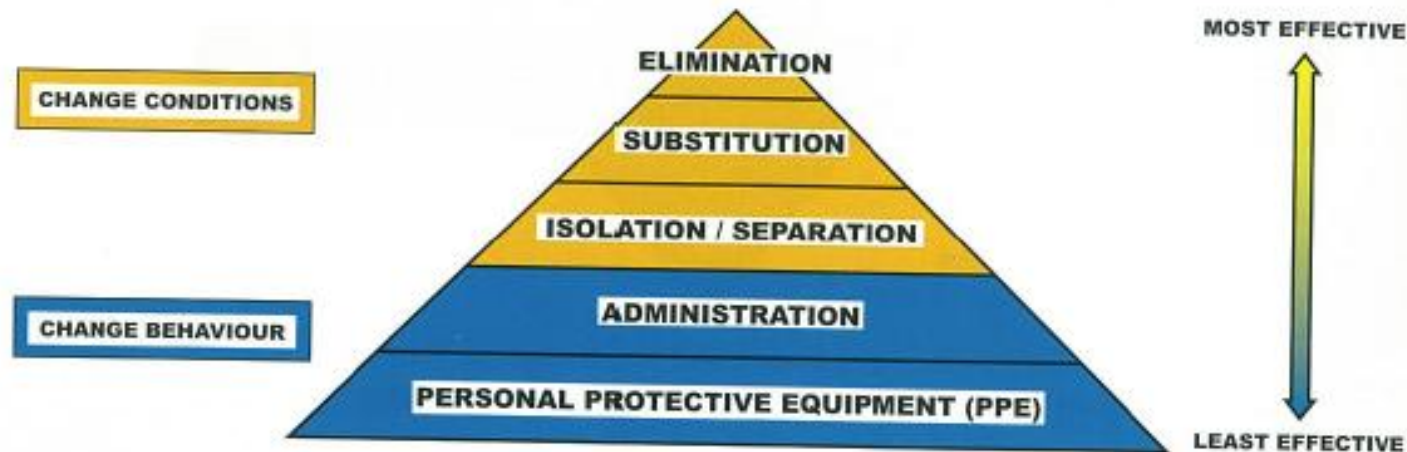 MOST EFFECTIVE
ELIMINATION
CHANGE CONDITIONS
SUBSTITUTION
ISOLATION / SEPARATION
ADMINISTRATION
CHANGE BEHAVIOUR
PERSONAL PROTECTIVE EQUIPMENT (PPE)
LEAST EFFECTIVE